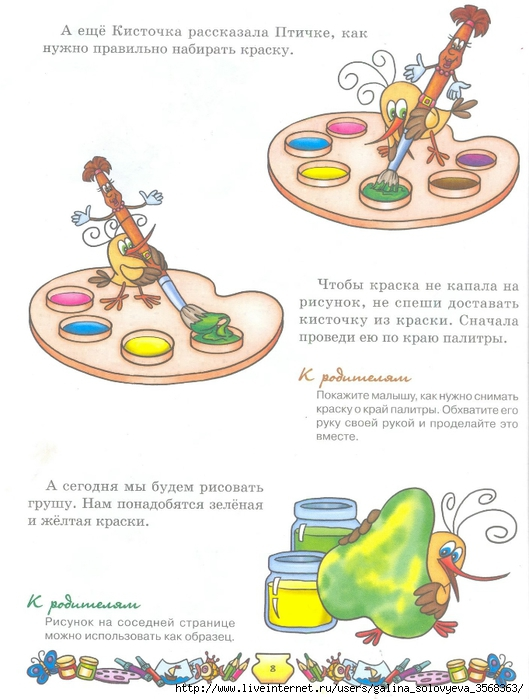 А ещё Кисточка рассказала Птичке, как
нужно правильно набирать краску.
Чтобы краска не капала на
рисунок, не спеши доставать
кисточку из краски. Сначала
проведи ею по краю палитры.
К родителям
Покажите малышу, как нужно снимать
краску о край палитры. Обхватите его
руку своей рукой и проделайте это
вместе.
А сегодня мы будем рисовать
грушу. Нам понадобятся зелёная
и жёлтая краски.
К родителям
Рисунок на соседней странице
можно использовать как образец.
8
http://www.liveinternet.ru/users/galina_solovyeva_3568363/